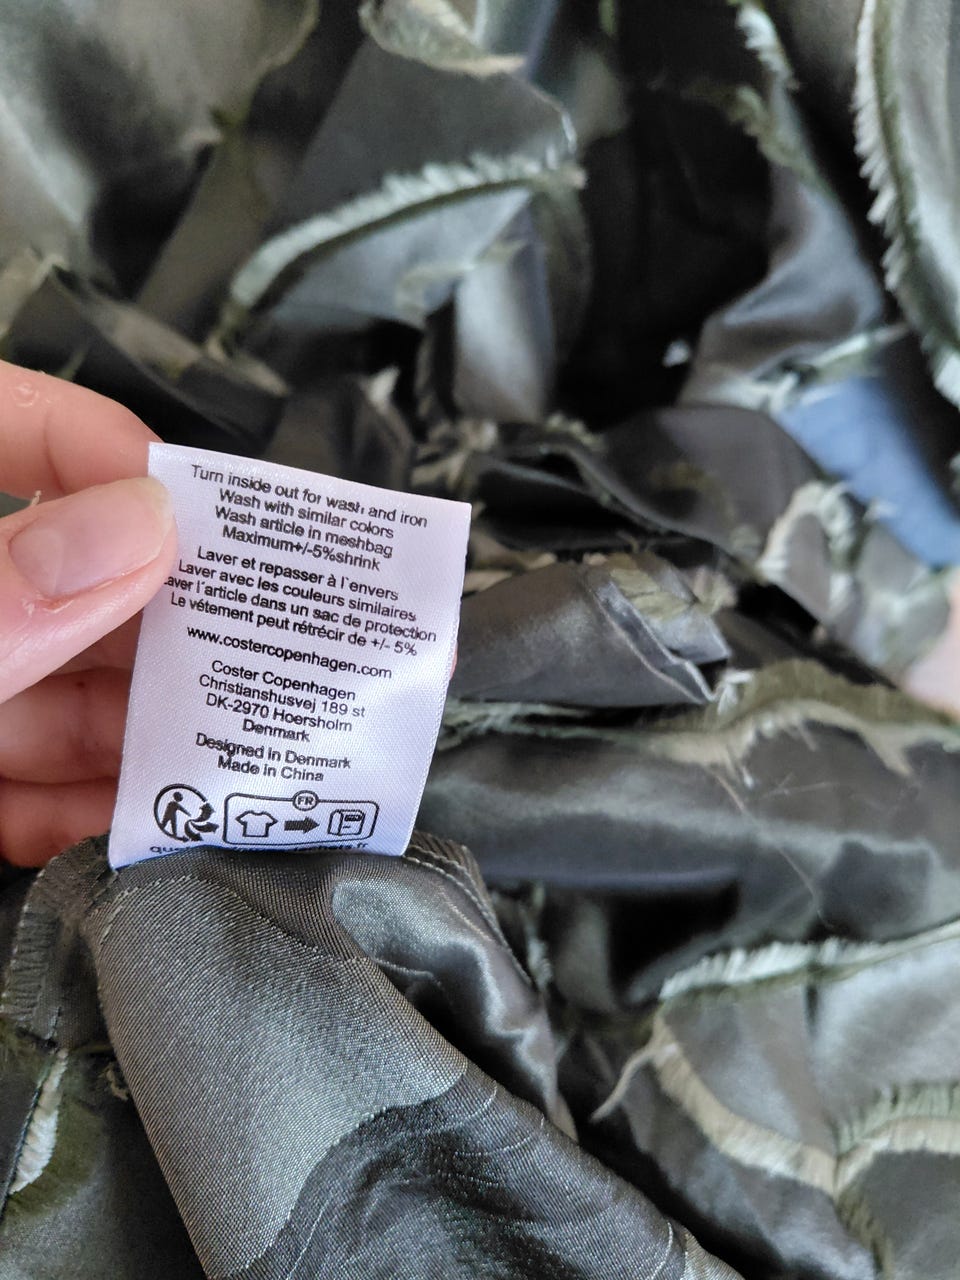 Turn inside out for wash and iron
Wash with similar colors
Wash article in meshbag
Maximum+/-5%shrink
Laver et repasser à l´envers
Laver avec les couleurs similaires
aver l´article dans un sac de protection
Le vêtement peut rétrécir de +/- 5%
www.costercopenhagen.com
Coster Copenhagen
Christianshusvej 189 st
DK-2970 Hoersholm
Denmark
Designed in Denmark
Made in China
FR